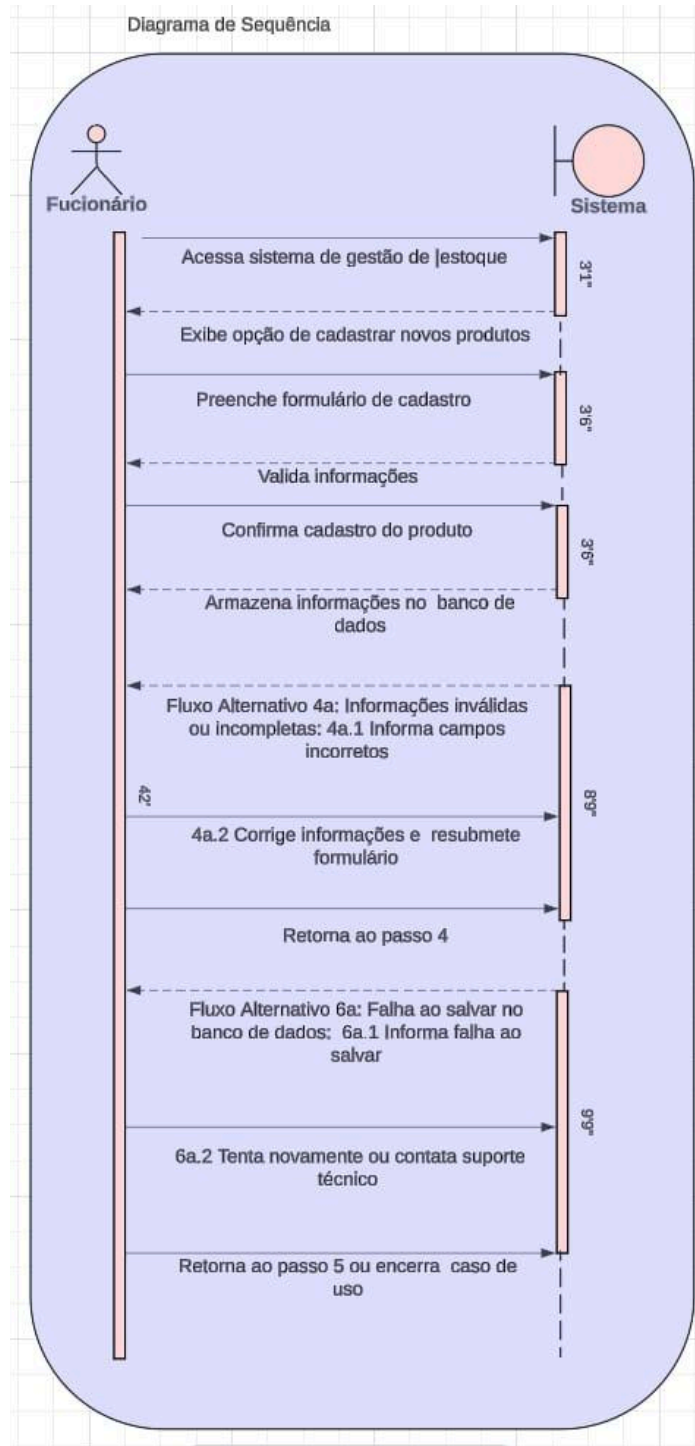 Diagrama de Sequência
Fucionário
Sistema
Acessa sistema de gestão de |estoque
3'1"
Exibe opção de cadastrar novos produtos
Preenche formulário de cadastro
3'6"
Valida informações
Confirma cadastro do produto
3'6"
Armazena informações no banco de
dados
Fluxo Alternativo 4a: Informações inválidas
ou incompletas: 4a.1 Informa campos
incorretos
42'
8'9"
4a.2 Corrige informações e resubmete
formulário
Retorna ao passo 4
Fluxo Alternativo 6a: Falha ao salvar no
banco de dados: 6a.1 Informa falha ao
salvar
9'9"
6a.2 Tenta novamente ou contata suporte
técnico
Retorna ao passo 5 ou encerra caso de
uso